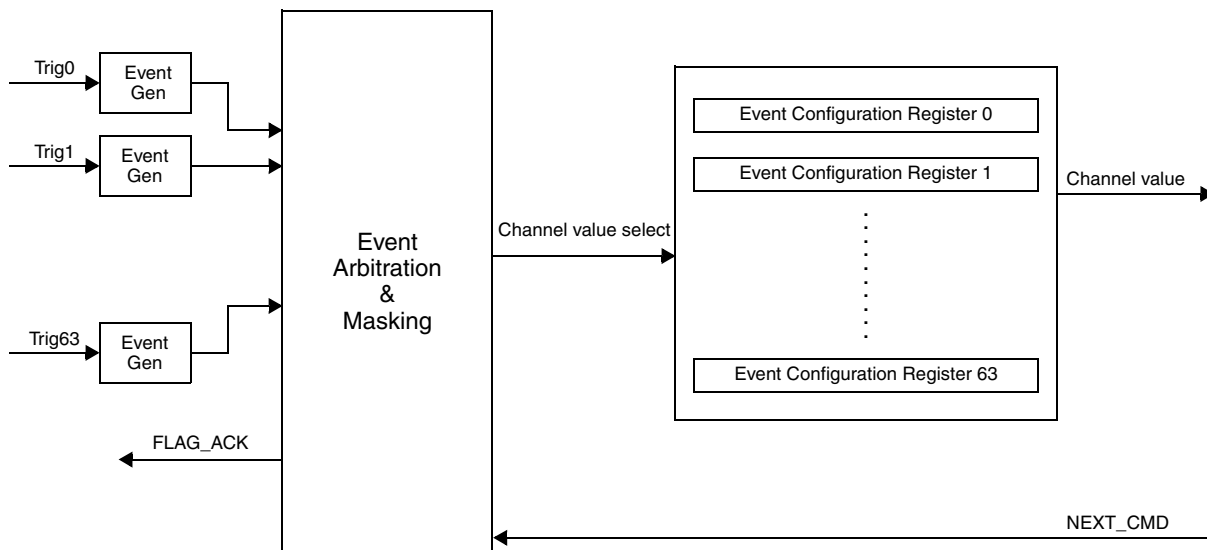 Trig0
Event
Gen
Trig1
Event
Gen
Trig63
Event
Gen
FLAG_ACK
Event
Arbitration
&
Masking
Channel value select
Event Configuration Register 0
Event Configuration Register 1
Event Configuration Register 63
Channel value
NEXT_CMD